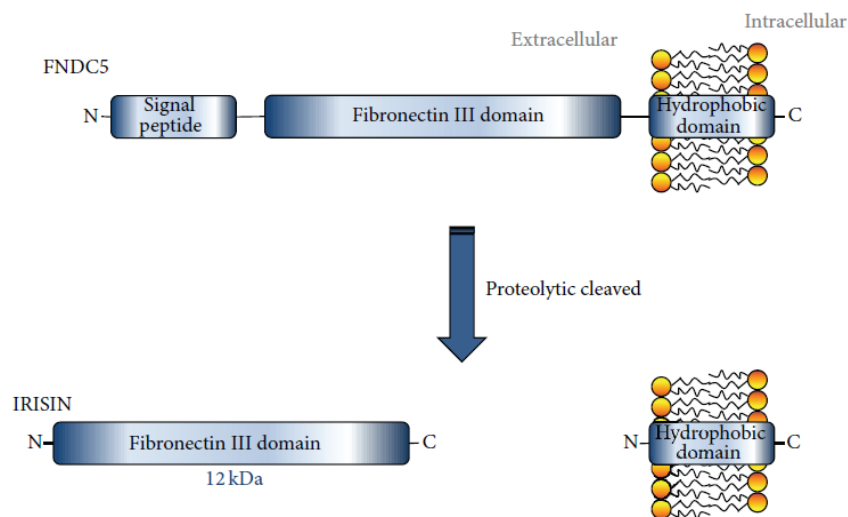 Extracellular
Intracellular
FNDC5
N
Signal
peptide
Fibronectin III domain
Hydrophobic
domain
C
Proteolytic cleaved
IRISIN
N
Fibronectin III domain
C
12 kDa
N
Hydrophobic
domain
C